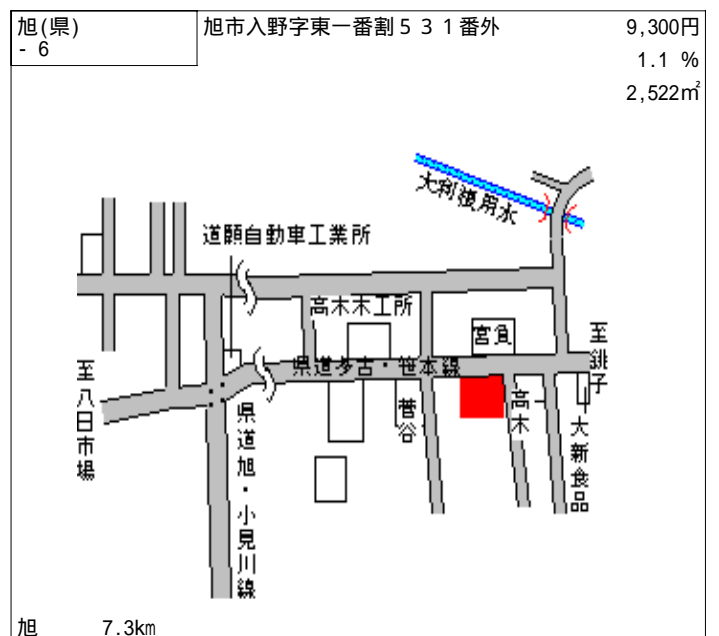 旭(県)
- 6
旭市入野字東一番割５３１番外
9,300円
1.1 %
2,522㎡
大利根用水
道願自動車工業所
高木木工所
宮負
至銚子
県道多古・笹本線
至八日市場
菅谷
高木
大新食品
県道旭・小見川線
旭 7.3km